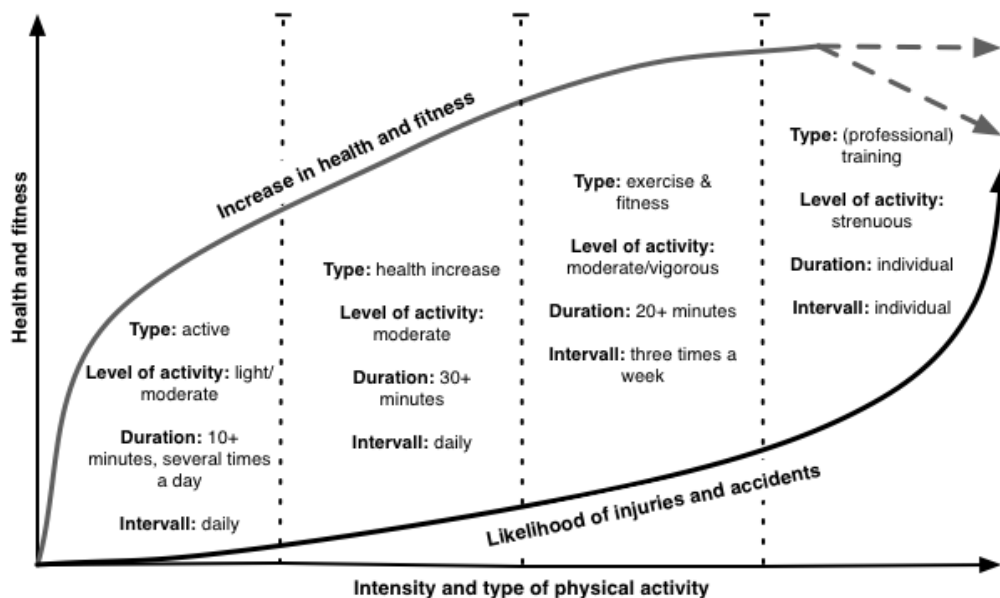 Health and fitness
Increase in health and fitness
Type: active
Level of activity: light/
moderate
Duration: 10+
minutes, several times
a day
Intervall: daily
Type: health increase
Level of activity:
moderate
Duration: 30+
minutes
Intervall: daily
Type: exercise &
fitness
Level of activity:
moderate/vigorous
Duration: 20+ minutes
Intervall: three times a
week
Type: (professional)
training
Level of activity:
strenuous
Duration: individual
Intervall: individual
Likelihood of injuries and accidents
Intensity and type of physical activity